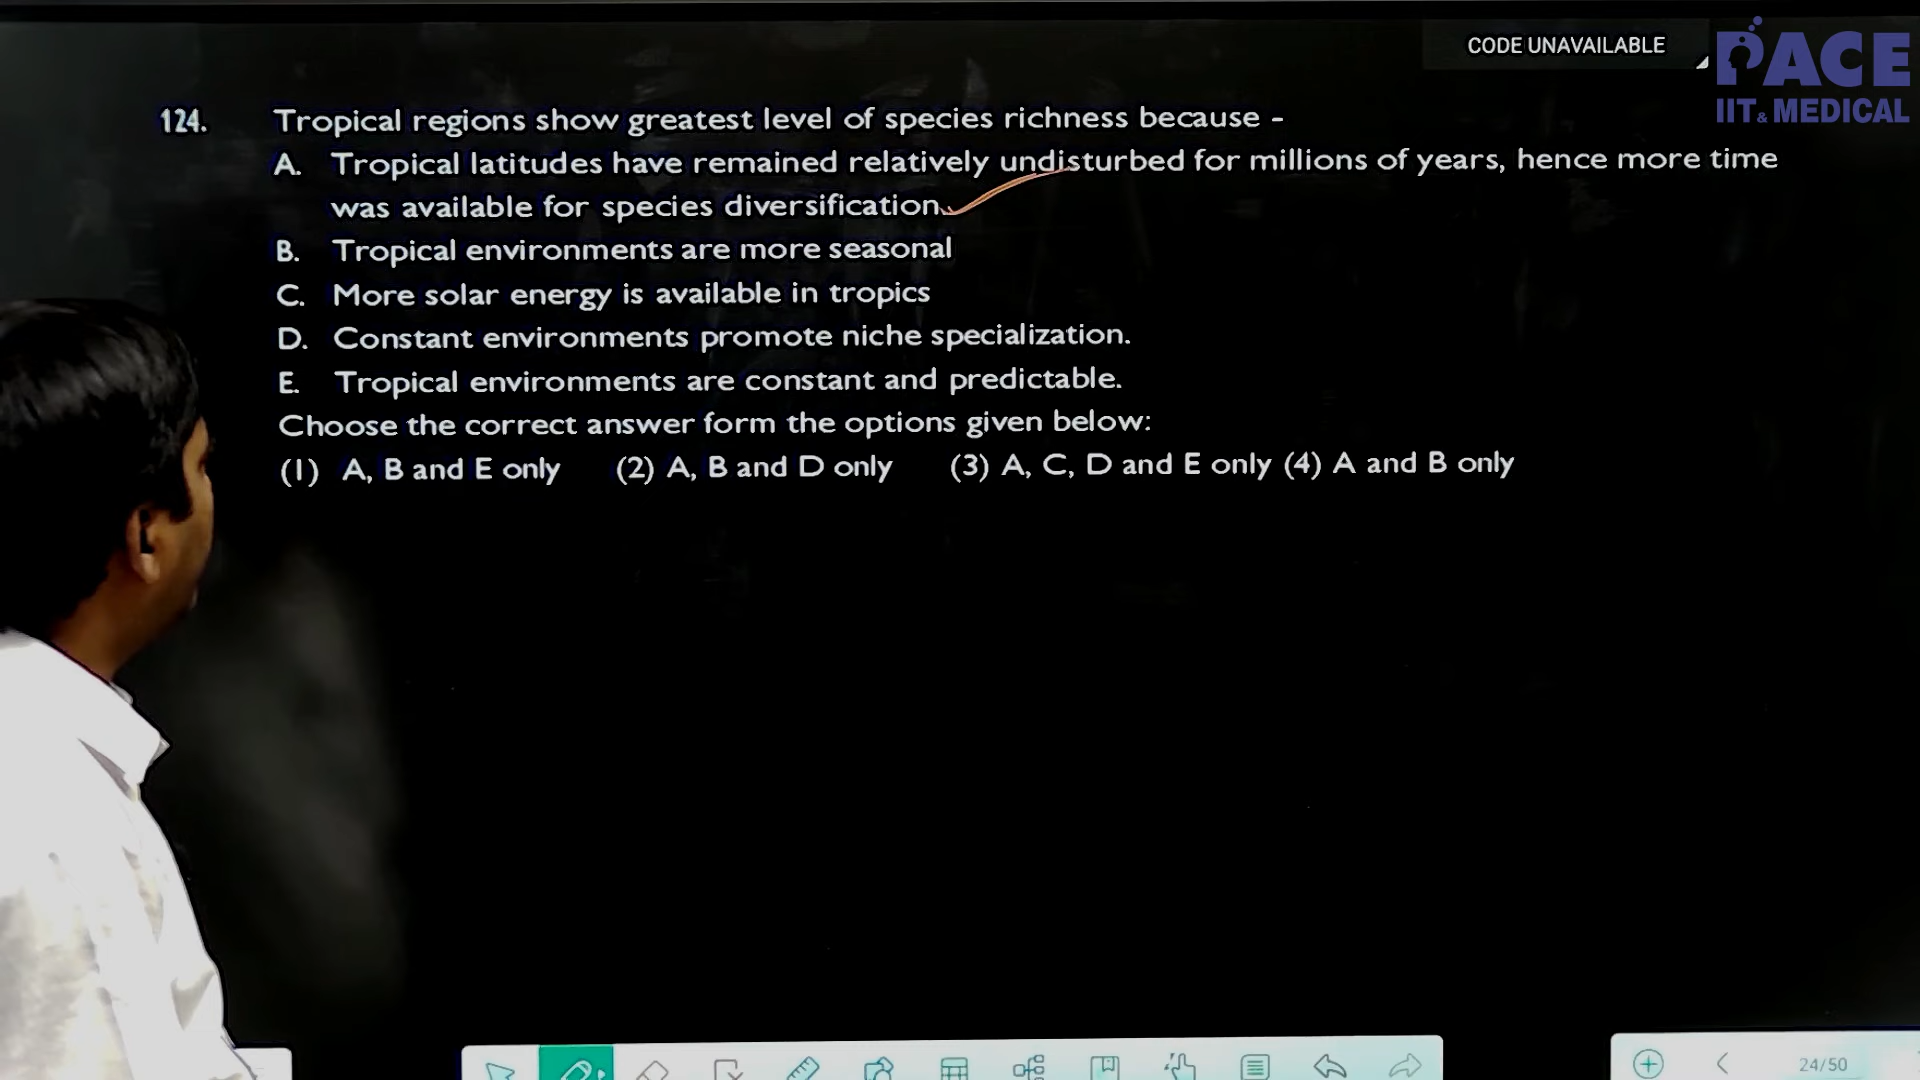 CODE UNAVAILABLE
PACE
IIT & MEDICAL
124. Tropical regions show greatest level of species richness because -
A. Tropical latitudes have remained relatively undisturbed for millions of years, hence more time
was available for species diversification.
B. Tropical environments are more seasonal
C. More solar energy is available in tropics
D. Constant environments promote niche specialization.
E. Tropical environments are constant and predictable.
Choose the correct answer form the options given below:
(1) A, B and E only (2) A, B and D only (3) A, C, D and E only (4) A and B only
24/50